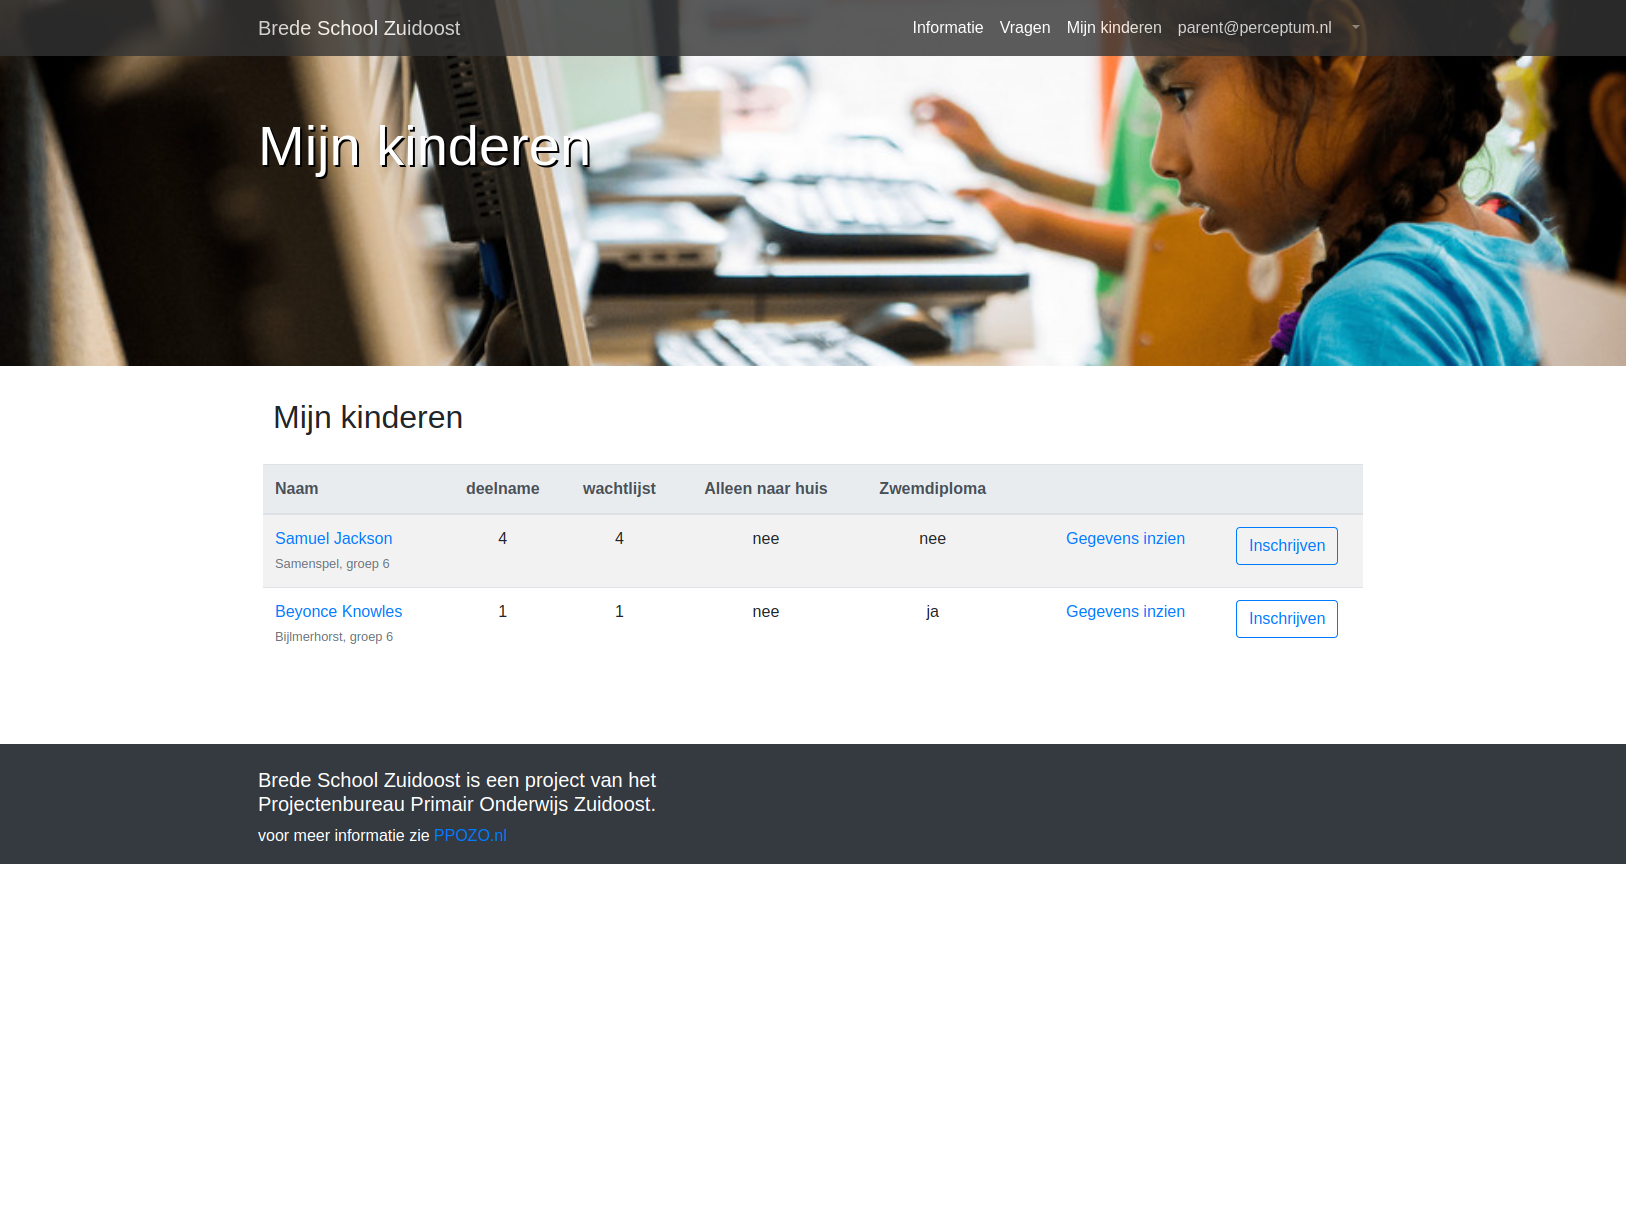 Brede School Zuidoost Informatie Vragen Mijn kinderen parent@perceptum.nl
Mijn kinderen
Mijn kinderen
Naam deelname wachtlijst Alleen naar huis Zwemdiploma
Samuel Jackson 4 4 nee nee Gegevens inzien Inschrijven
Samenspel, groep 6
Beyonce Knowles 1 1 nee ja Gegevens inzien Inschrijven
Bijlmerhorst, groep 6
Brede School Zuidoost is een project van het
Projectenbureau Primair Onderwijs Zuidoost.
voor meer informatie zie PPOZO.nl